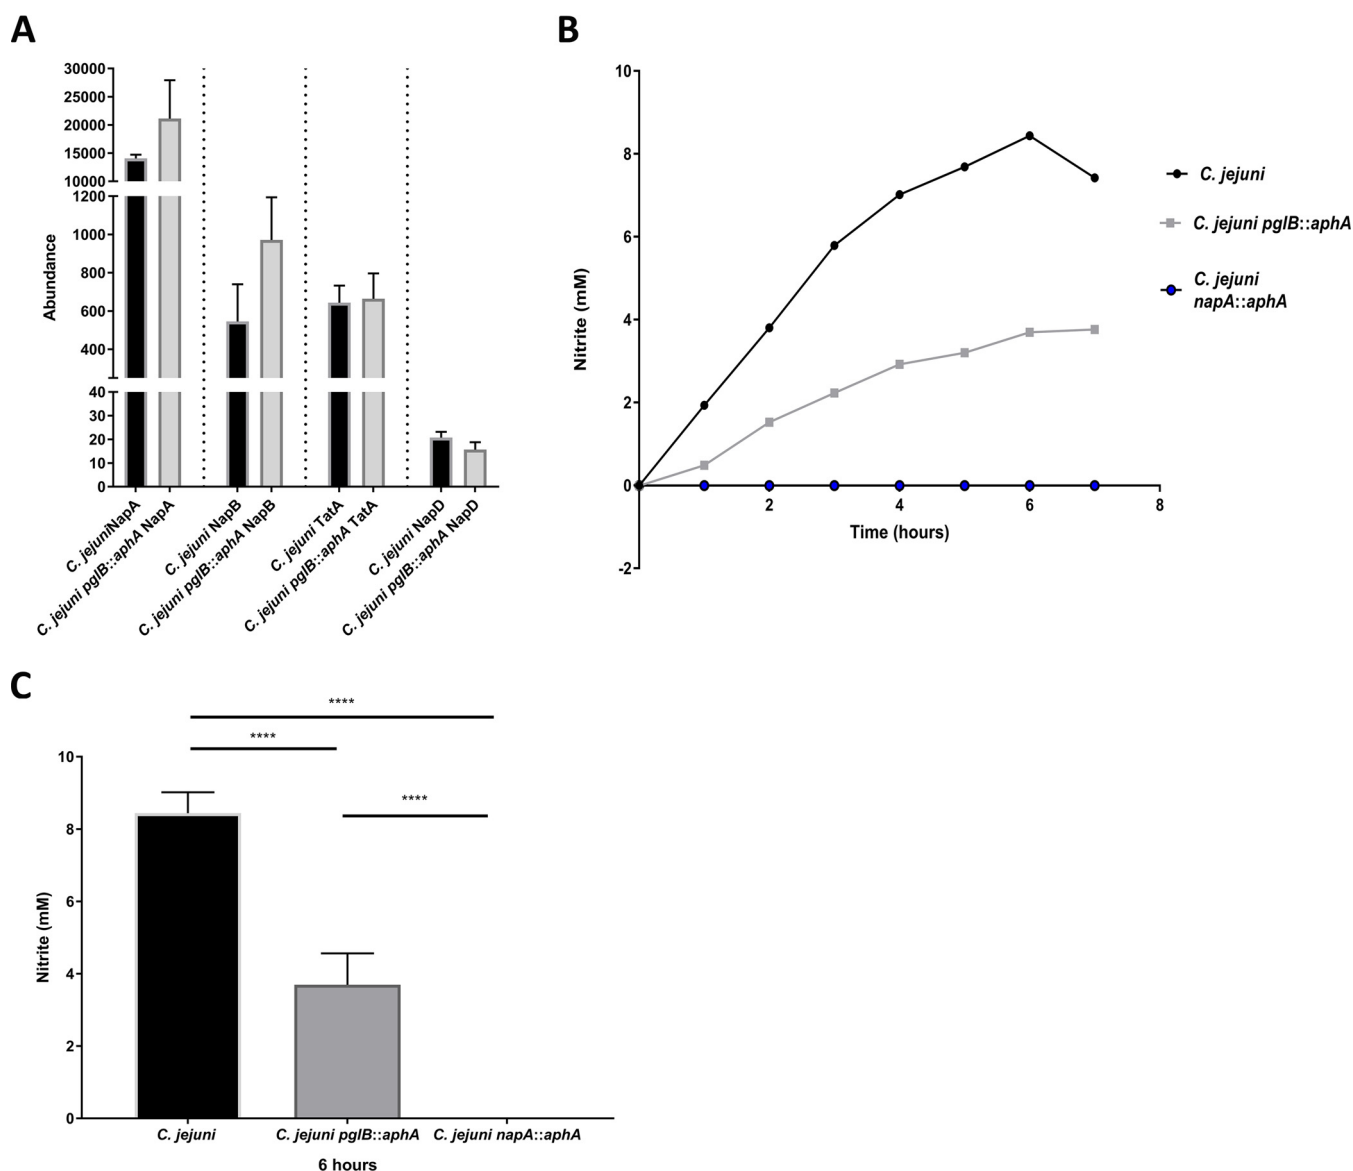 A
30000
25000
20000
15000
10000
1200
1000
800
600
400
40
30
20
10
0
Abundance
C. jejuniNapA
C. jejuni pglB::aphA NapA
C. jejuni NapB
C. jejuni pglB::aphA NapB
C. jejuni TatA
C. jejuni pglB::aphA TatA
C. jejuni NapD
C. jejuni pglB::aphA NapD
B
10
8
6
4
2
0
-2
Nitrite (mM)
2
4
6
8
Time (hours)
C. jejuni
C. jejuni pglB::aphA
C. jejuni
napA::aphA
C
****
****
****
10
8
6
4
2
0
Nitrite (mM)
C. jejuni
C. jejuni pglB::aphA
C. jejuni napA::aphA
6 hours